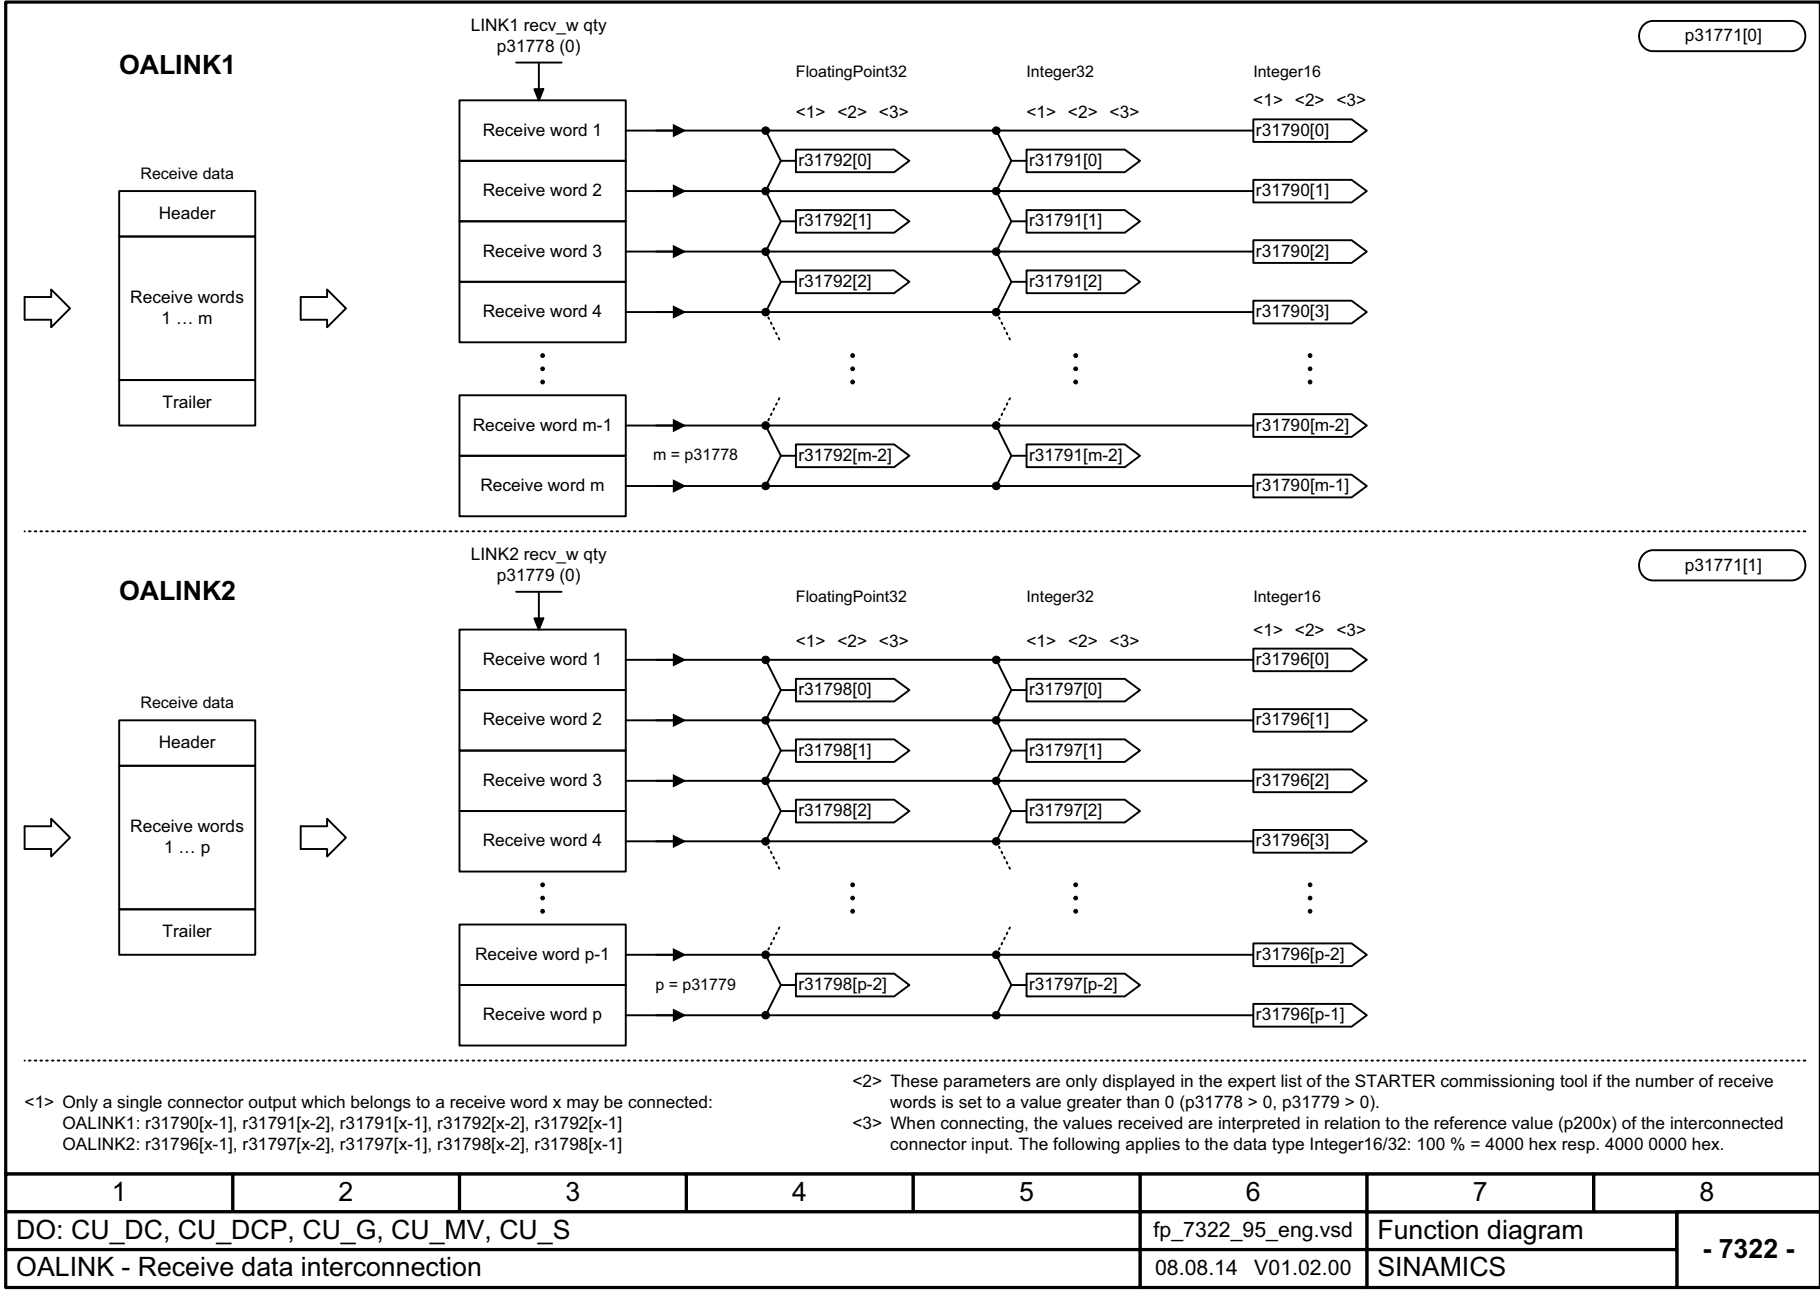 LINK1 recv_w qty
p31778 (0)
p31771[0]
OALINK1
FloatingPoint32
Integer32
Integer16
<1> <2> <3>
<1> <2> <3>
<1> <2> <3>
Receive word 1
r31790[0]
r31792[0]
r31791[0]
Receive data
Receive word 2
r31790[1]
Header
r31792[1]
r31791[1]
Receive word 3
r31790[2]
r31792[2]
r31791[2]
Receive words
1 … m
Receive word 4
r31790[3]
Trailer
Receive word m-1
r31790[m-2]
m = p31778
r31792[m-2]
r31791[m-2]
Receive word m
r31790[m-1]
LINK2 recv_w qty
p31779 (0)
p31771[1]
OALINK2
FloatingPoint32
Integer32
Integer16
<1> <2> <3>
<1> <2> <3>
<1> <2> <3>
Receive word 1
r31796[0]
r31798[0]
r31797[0]
Receive data
Receive word 2
r31796[1]
Header
r31798[1]
r31797[1]
Receive word 3
r31796[2]
r31798[2]
r31797[2]
Receive words
1 … p
Receive word 4
r31796[3]
Trailer
Receive word p-1
r31796[p-2]
p = p31779
r31798[p-2]
r31797[p-2]
Receive word p
r31796[p-1]
<1> Only a single connector output which belongs to a receive word x may be connected:
OALINK1: r31790[x-1], r31791[x-2], r31791[x-1], r31792[x-2], r31792[x-1]
OALINK2: r31796[x-1], r31797[x-2], r31797[x-1], r31798[x-2], r31798[x-1]
<2> These parameters are only displayed in the expert list of the STARTER commissioning tool if the number of receive
words is set to a value greater than 0 (p31778 > 0, p31779 > 0).
<3> When connecting, the values received are interpreted in relation to the reference value (p200x) of the interconnected
connector input. The following applies to the data type Integer16/32: 100 % = 4000 hex resp. 4000 0000 hex.
1 2 3 4 5 6 7 8
DO: CU_DC, CU_DCP, CU_G, CU_MV, CU_S
fp_7322_95_eng.vsd
Function diagram
- 7322 -
OALINK - Receive data interconnection
08.08.14 V01.02.00
SINAMICS